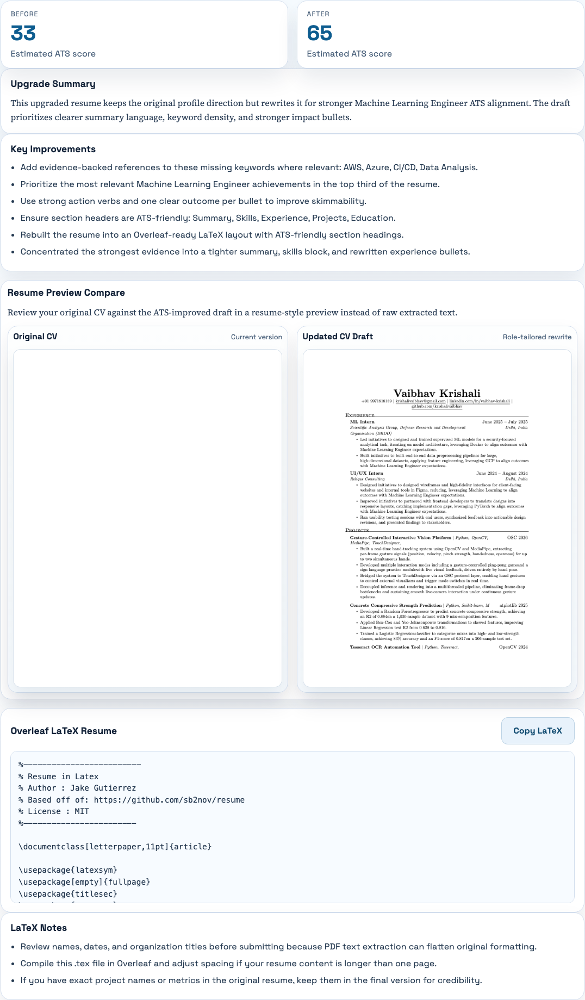 BEFORE
33
Estimated ATS score
AFTER
65
Estimated ATS score
Upgrade Summary
This upgraded resume keeps the original profile direction but rewrites it for stronger Machine Learning Engineer ATS alignment. The draft
prioritizes clearer summary language, keyword density, and stronger impact bullets.
Key Improvements
• Add evidence-backed references to these missing keywords where relevant: AWS, Azure, CI/CD, Data Analysis.
• Prioritize the most relevant Machine Learning Engineer achievements in the top third of the resume.
• Use strong action verbs and one clear outcome per bullet to improve skimmability.
• Ensure section headers are ATS-friendly: Summary, Skills, Experience, Projects, Education.
• Rebuilt the resume into an Overleaf-ready LaTeX layout with ATS-friendly section headings.
• Concentrated the strongest evidence into a tighter summary, skills block, and rewritten experience bullets.
Resume Preview Compare
Review your original CV against the ATS-improved draft in a resume-style preview instead of raw extracted text.
Original CV
Current version
Updated CV Draft
Role-tailored rewrite
Vaibhav Krishali
+91 9971818189 | krishalivaibhav@gmail.com | linkedin.com/in/vaibhav-krishali |
github.com/krishalivaibhav
Experience
ML Intern June 2025 – July 2025
Scientific Analysis Group, Defence Research and Development Delhi, India
Organisation (DRDO)
• Led initiatives to designed and trained supervised ML models for a security-focused
analytical task, iterating on model architecture, leveraging Docker to align outcomes with
Machine Learning Engineer expectations.
• Built initiatives to built end-to-end data preprocessing pipelines for large,
high-dimensional datasets, applying feature engineering, leveraging GCP to align outcomes
with Machine Learning Engineer expectations.
UI/UX Intern June 2024 – August 2024
Reliqus Consulting Delhi, India
• Designed initiatives to designed wireframes and high-fidelity interfaces for client-facing
websites and internal tools in Figma, reducing, leveraging Machine Learning to align
outcomes with Machine Learning Engineer expectations.
• Improved initiatives to partnered with frontend developers to translate designs into
responsive layouts, catching implementation gaps, leveraging PyTorch to align outcomes
with Machine Learning Engineer expectations.
• Ran usability testing sessions with end users, synthesized feedback into actionable design
revisions, and presented findings to stakeholders.
Projects
Gesture-Controlled Interactive Vision Platform | Python, OpenCV, OSC 2026
MediaPipe, TouchDesigner,
• Built a real-time hand-tracking system using OpenCV and MediaPipe, extracting
per-frame gesture signals (position, velocity, pinch strength, handedness, openness) for up
to two simultaneous hands.
• Developed multiple interaction modes including a gesture-controlled ping-pong gameand a
sign language practice modulewith live visual feedback, driven entirely by hand pose.
• Bridged the system to TouchDesigner via an OSC protocol layer, enabling hand gestures
to control external visualizers and trigger mode switches in real time.
• Decoupled inference and rendering into a multithreaded pipeline, eliminating frame-drop
bottlenecks and sustaining smooth live-camera interaction under continuous gesture
updates.
Concrete Compressive Strength Prediction | Python, Scikit-learn, M atplotlib 2025
• Developed a Random Forestregressor to predict concrete compressive strength, achieving
an R2 of 0.884on a 1,030-sample dataset with 9 mix-composition features.
• Applied Box-Cox and Yeo-Johnsonpower transformations to skewed features, improving
Linear Regression test R2 from 0.628 to 0.816.
• Trained a Logistic Regressionclassifier to categorize mixes into high- and low-strength
classes, achieving 83% accuracy and an F1-score of 0.817on a 206-sample test set.
Tesseract OCR Automation Tool | Python, Tesseract, OpenCV 2024
Overleaf LaTeX Resume
Copy LaTeX
%-------------------------
% Resume in Latex
% Author : Jake Gutierrez
% Based off of: https://github.com/sb2nov/resume
% License : MIT
%------------------------
\documentclass[letterpaper,11pt]{article}
\usepackage{latexsym}
\usepackage[empty]{fullpage}
\usepackage{titlesec}
LaTeX Notes
• Review names, dates, and organization titles before submitting because PDF text extraction can flatten original formatting.
• Compile this .tex file in Overleaf and adjust spacing if your resume content is longer than one page.
• If you have exact project names or metrics in the original resume, keep them in the final version for credibility.